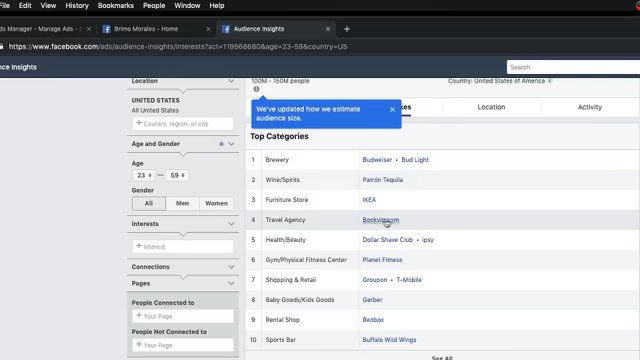 File Edit View History Bookmarks People Window Help
ds Manager - Manage Ads - × Brimo Morales - Home × Audience Insights ×
https://www.facebook.com/ads/audience-insights/interests?act=119568680&age=23-59&country=US
nce Insights Search
Location
UNITED STATES
All United States
+ Country, region, or city
Age and Gender
Age
23 — 59
Gender
All Men Women
Interests
+ Interest
Connections
Pages
People Connected to
+ Your Page
People Not Connected to
+ Your Page
100M - 150M people
Country: United States of America
We've updated how we estimate
audience size.
kes Location Activity
Top Categories
1 Brewery Budweiser • Bud Light
2 Wine/Spirits Patrón Tequila
3 Furniture Store IKEA
4 Travel Agency
5 Health/Beauty Dollar Shave Club • ipsy
6 Gym/Physical Fitness Center Planet Fitness
7 Shopping & Retail Groupon • T-Mobile
8 Baby Goods/Kids Goods Gerber
9 Rental Shop Redbox
10 Sports Bar Buffalo Wild Wings
See All